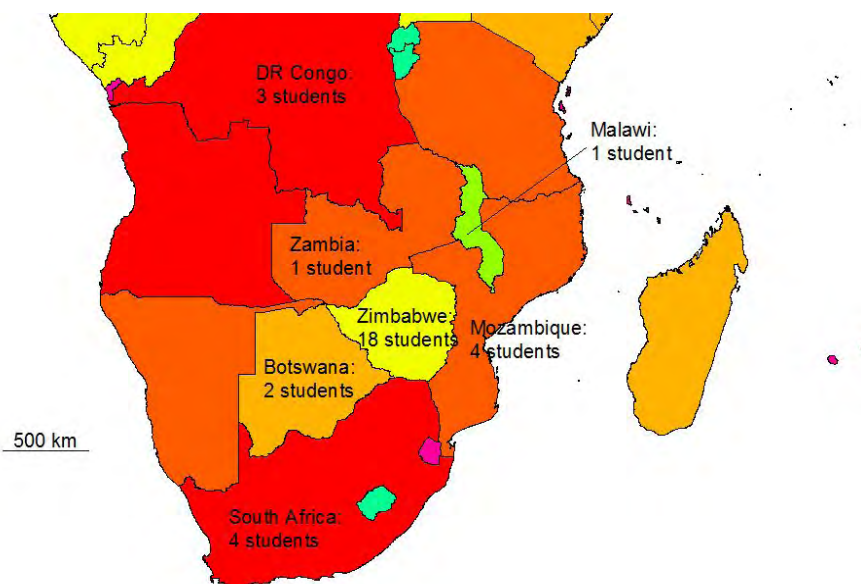 DR Congo:
3 students
Malawi:
1 student
Zambia:
1 student
Zimbabwe:
18 students
Mozambique:
4 students
Botswana:
2 students
500 km
South Africa:
4 students